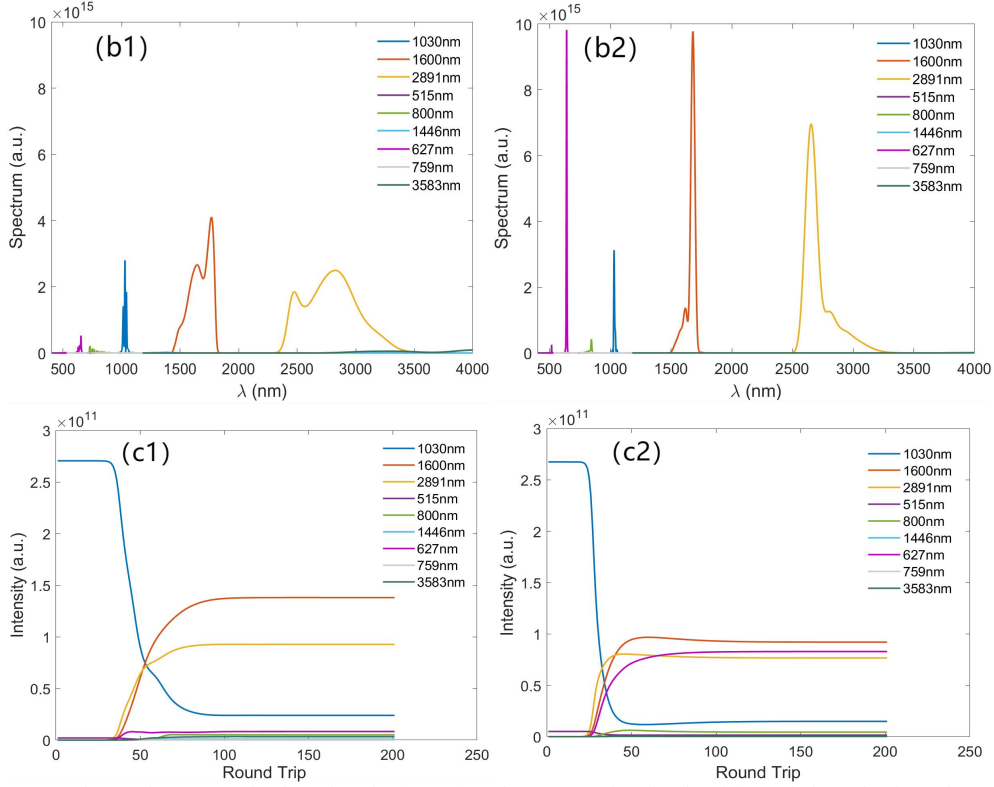 ×10^15
(b1)
10
8
6
4
2
0
Spectrum (a.u.)
1030nm
1600nm
2891nm
515nm
800nm
1446nm
627nm
759nm
3583nm
500 1000 1500 2000 2500 3000 3500 4000
λ (nm)
×10^15
(b2)
10
8
6
4
2
0
Spectrum (a.u.)
1030nm
1600nm
2891nm
515nm
800nm
1446nm
627nm
759nm
3583nm
500 1000 1500 2000 2500 3000 3500 4000
λ (nm)
×10^11
(c1)
3
2.5
2
1.5
1
0.5
0
Intensity (a.u.)
1030nm
1600nm
2891nm
515nm
800nm
1446nm
627nm
759nm
3583nm
0 50 100 150 200 250
Round Trip
×10^11
(c2)
3
2.5
2
1.5
1
0.5
0
Intensity (a.u.)
1030nm
1600nm
2891nm
515nm
800nm
1446nm
627nm
759nm
3583nm
0 50 100 150 200 250
Round Trip